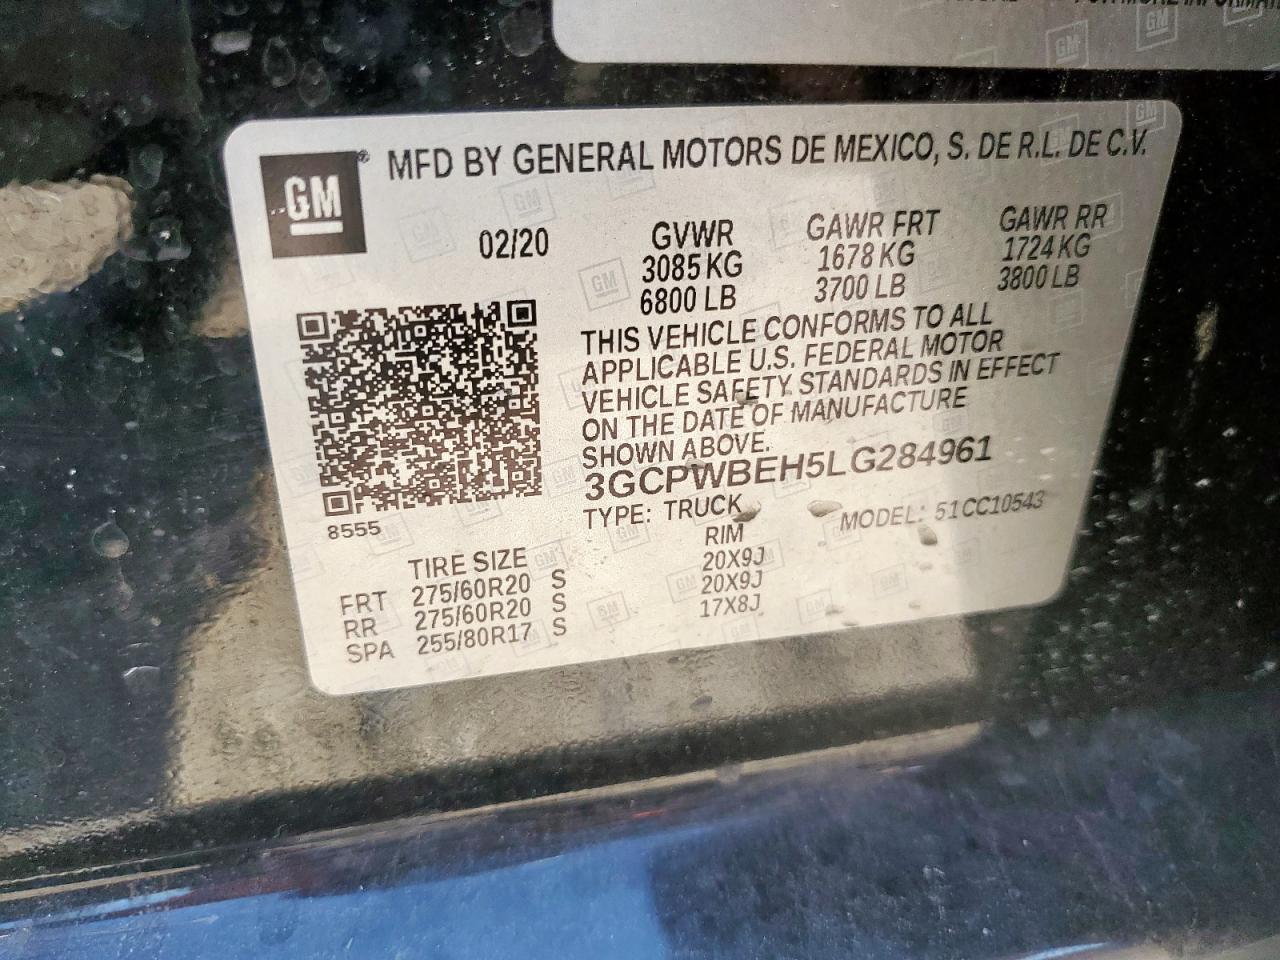 GM® MFD BY GENERAL MOTORS DE MEXICO, S. DE R.L. DE C.V.
02/20 GVWR GAWR FRT GAWR RR
3085 KG 1678 KG 1724 KG
6800 LB 3700 LB 3800 LB
THIS VEHICLE CONFORMS TO ALL
APPLICABLE U.S. FEDERAL MOTOR
VEHICLE SAFETY STANDARDS IN EFFECT
ON THE DATE OF MANUFACTURE
SHOWN ABOVE.
3GCPWBEH5LG284961
TYPE: TRUCK MODEL: 51CC10543
8555
TIRE SIZE RIM
FRT 275/60R20 S 20X9J
RR 275/60R20 S 20X9J
SPA 255/80R17 S 17X8J